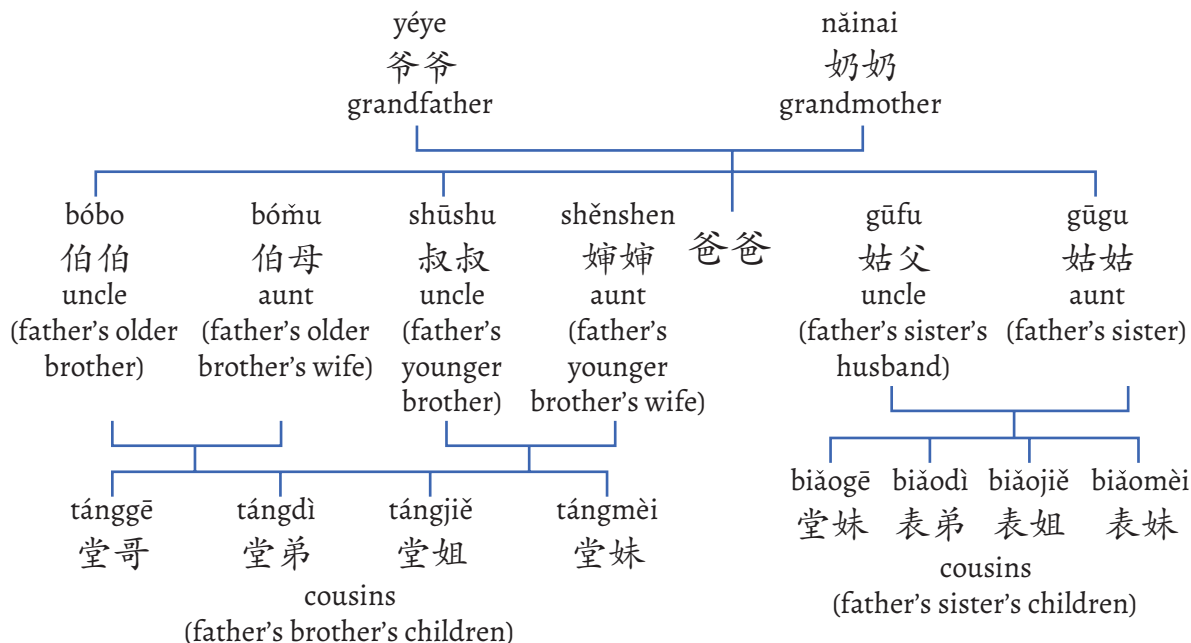 yéye
爷爷
grandfather
nǎinai
奶奶
grandmother
bóbo
伯伯
uncle
(father's older
brother)
bóm̌u
伯母
aunt
(father's older
brother's wife)
shūshu
叔叔
uncle
(father's
younger
brother)
shěnshen
婶婶
aunt
(father's
younger
brother's wife)
爸爸
gūfu
姑父
uncle
(father's sister's
husband)
gūgu
姑姑
aunt
(father's sister)
tánggē
堂哥
tángdì
堂弟
tángjiě
堂姐
tángmèi
堂妹
cousins
(father's brother's children)
biǎogē
堂妹
biǎodì
表弟
biǎojiě
表姐
biǎomèi
表妹
cousins
(father's sister's children)